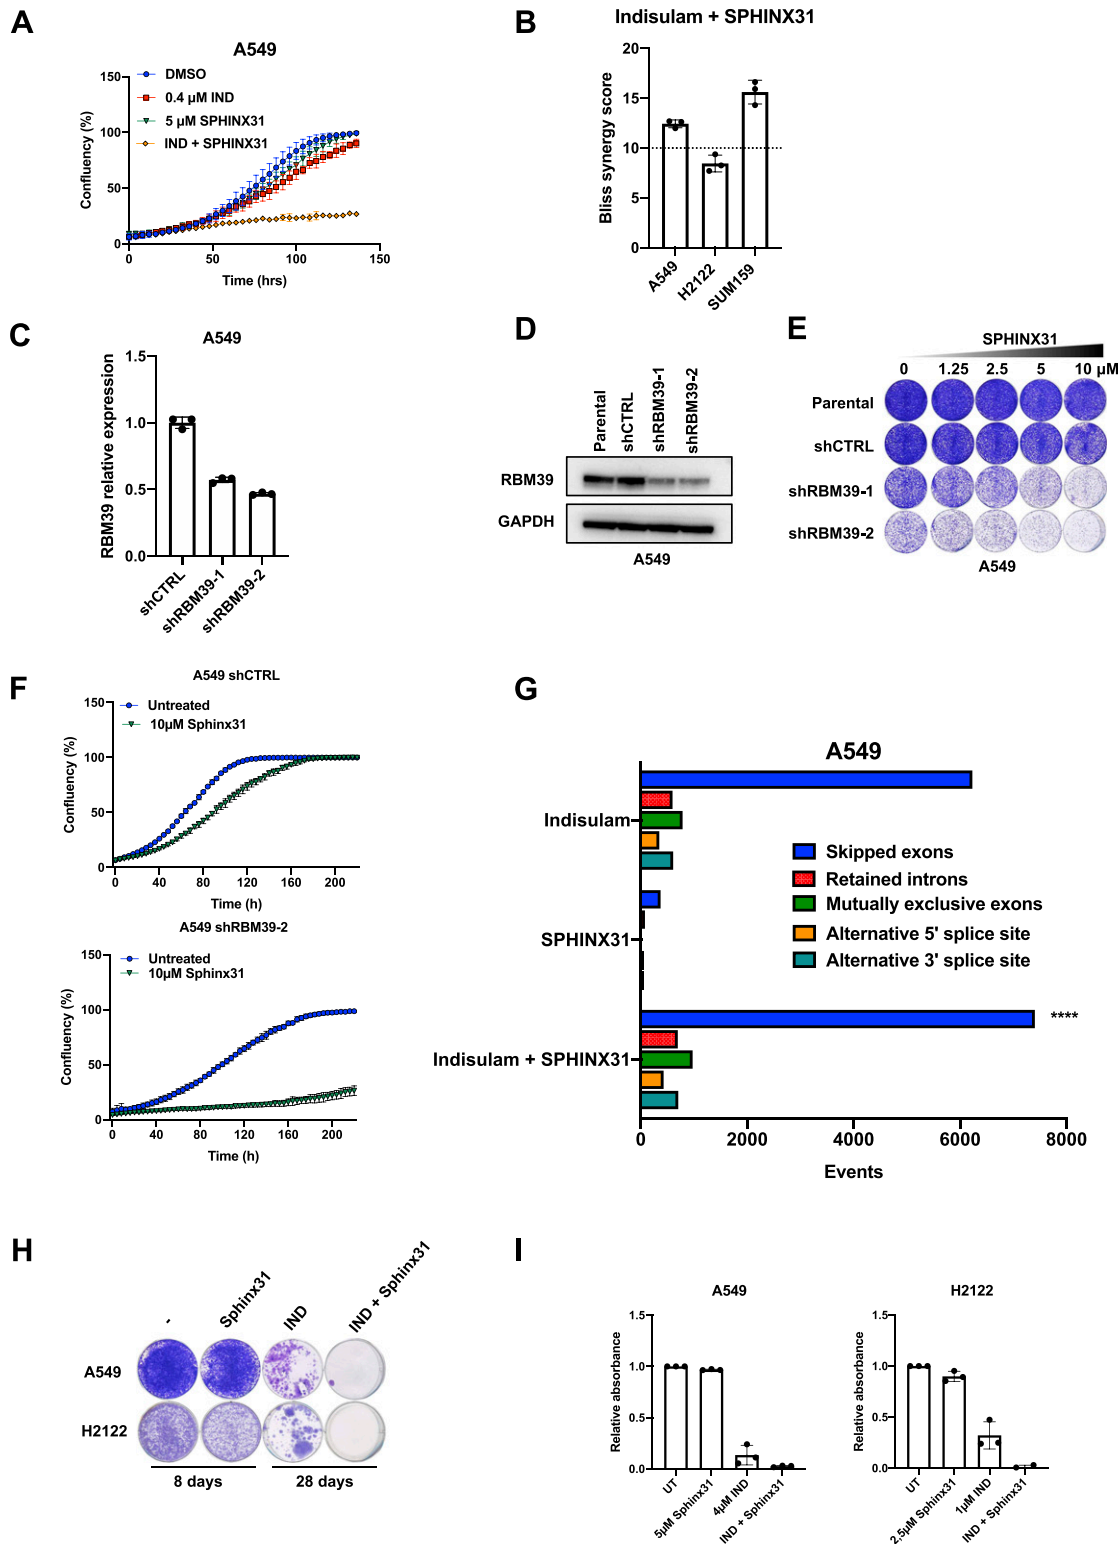 A
A549
DMSO
0.4 µM IND
5 µM SPHINX31
IND + SPHINX31
Confluency (%)
150
100
50
0
0 50 100 150
Time (hrs)
B
Indisulam + SPHINX31
Bliss synergy score
20
15
10
5
0
A549 H2122 SUM159
C
A549
RBM39 relative expression
1.5
1.0
0.5
0.0
shCTRL shRBM39-1 shRBM39-2
D
Parental shCTRL shRBM39-1 shRBM39-2
RBM39
GAPDH
A549
E
SPHINX31
0 1.25 2.5 5 10 µM
Parental
shCTRL
shRBM39-1
shRBM39-2
A549
F
A549 shCTRL
Untreated
10µM Sphinx31
Confluency (%)
150
100
50
0
0 40 80 120 160 200
Time (h)
A549 shRBM39-2
Untreated
10µM Sphinx31
Confluency (%)
150
100
50
0
0 40 80 120 160 200
Time (h)
G
A549
Indisulam
SPHINX31
Indisulam + SPHINX31
Skipped exons
Retained introns
Mutually exclusive exons
Alternative 5' splice site
Alternative 3' splice site
****
0 2000 4000 6000 8000
Events
H
- Sphinx31 IND IND + Sphinx31
A549
H2122
8 days 28 days
I
A549
Relative absorbance
1.5
1.0
0.5
0.0
UT 5µM Sphinx31 4µM IND IND + Sphinx31
H2122
Relative absorbance
1.5
1.0
0.5
0.0
UT 2,5µM Sphinx31 1µM IND IND + Sphinx31